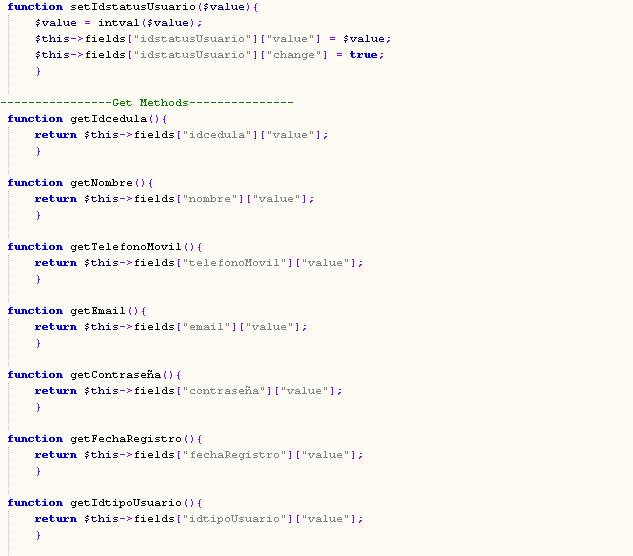 function setIdstatusUsuario($value){
$value = intval($value);
$this->fields["idstatusUsuario"]["value"] = $value;
$this->fields["idstatusUsuario"]["change"] = true;
}
----------------Get Methods---------------
function getIdcedula(){
return $this->fields["idcedula"]["value"];
}
function getNombre(){
return $this->fields["nombre"]["value"];
}
function getTelefonoMovil(){
return $this->fields["telefonoMovil"]["value"];
}
function getEmail(){
return $this->fields["email"]["value"];
}
function getContraseña(){
return $this->fields["contraseña"]["value"];
}
function getFechaRegistro(){
return $this->fields["fechaRegistro"]["value"];
}
function getIdtipoUsuario(){
return $this->fields["idtipoUsuario"]["value"];
}